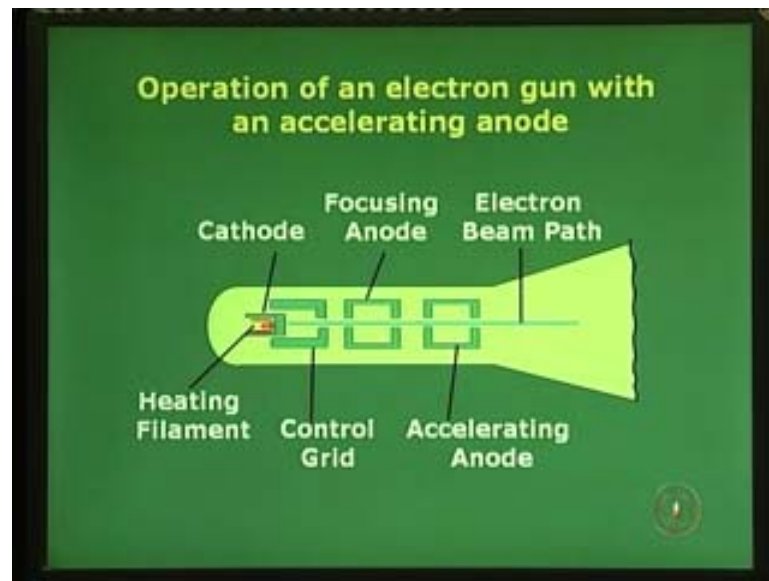 Operation of an electron gun with
an accelerating anode
Focusing
Anode
Electron
Beam Path
Cathode
Heating
Filament
Control
Grid
Accelerating
Anode